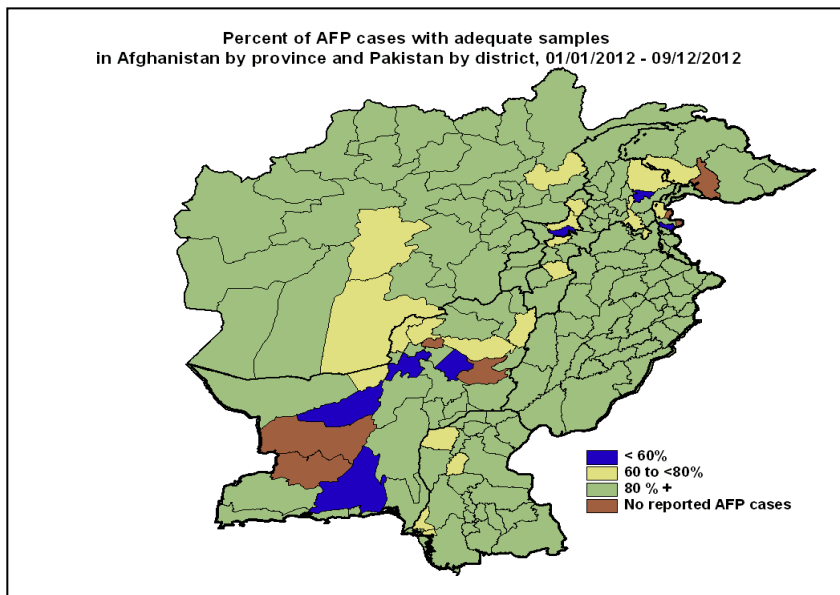 Percent of AFP cases with adequate samples
in Afghanistan by province and Pakistan by district, 01/01/2012 - 09/12/2012
< 60%
60 to <80%
80 % +
No reported AFP cases